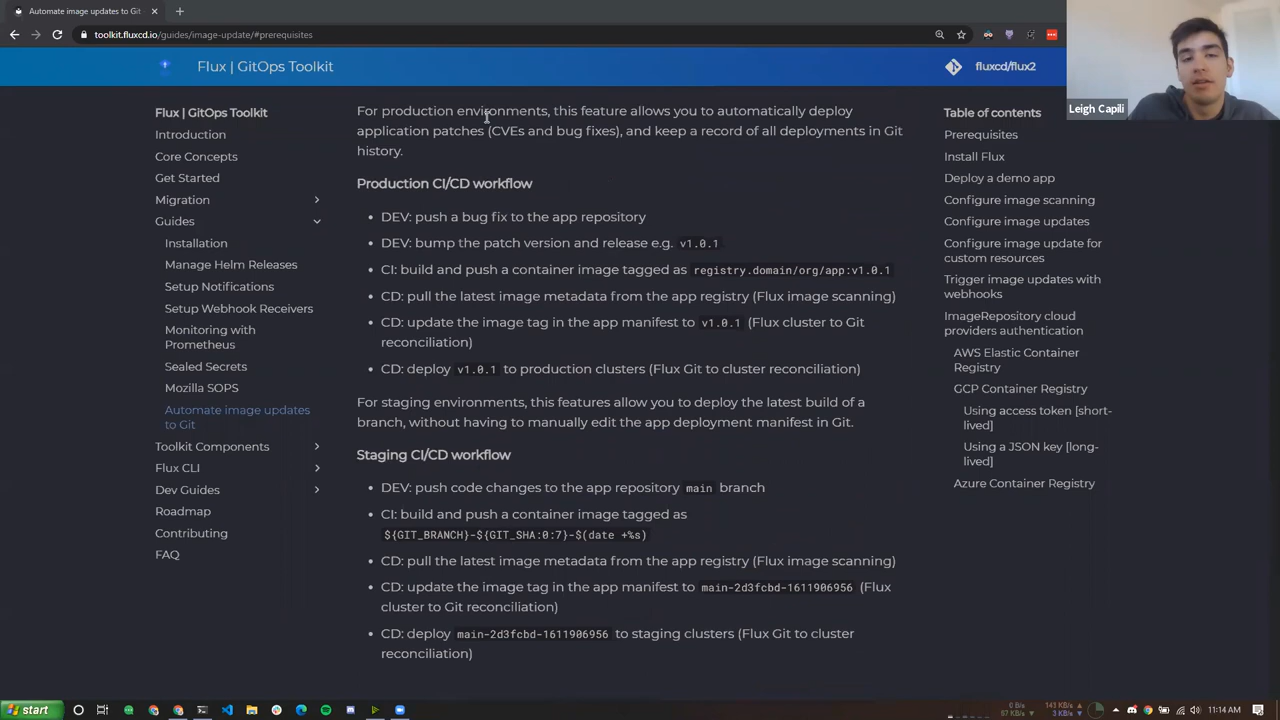 Automate image updates to Git
toolkit.fluxcd.io/guides/image-update/#prerequisites
Flux | GitOps Toolkit
fluxcd/flux2
Leigh Capili
Flux | GitOps Toolkit
Introduction
Core Concepts
Get Started
Migration
Guides
Installation
Manage Helm Releases
Setup Notifications
Setup Webhook Receivers
Monitoring with
Prometheus
Sealed Secrets
Mozilla SOPS
Automate image updates
to Git
Toolkit Components
Flux CLI
Dev Guides
Roadmap
Contributing
FAQ
For production environments, this feature allows you to automatically deploy
application patches (CVEs and bug fixes), and keep a record of all deployments in Git
history.
Production CI/CD workflow
DEV: push a bug fix to the app repository
DEV: bump the patch version and release e.g. v1.0.1
CI: build and push a container image tagged as registry.domain/org/app:v1.0.1
CD: pull the latest image metadata from the app registry (Flux image scanning)
CD: update the image tag in the app manifest to v1.0.1 (Flux cluster to Git
reconciliation)
CD: deploy v1.0.1 to production clusters (Flux Git to cluster reconciliation)
For staging environments, this features allow you to deploy the latest build of a
branch, without having to manually edit the app deployment manifest in Git.
Staging CI/CD workflow
DEV: push code changes to the app repository main branch
CI: build and push a container image tagged as
${GIT_BRANCH}-${GIT_SHA:0:7}-$(date +%s)
CD: pull the latest image metadata from the app registry (Flux image scanning)
CD: update the image tag in the app manifest to main-2d3fcbd-1611906956 (Flux
cluster to Git reconciliation)
CD: deploy main-2d3fcbd-1611906956 to staging clusters (Flux Git to cluster
reconciliation)
Table of contents
Prerequisites
Install Flux
Deploy a demo app
Configure image scanning
Configure image updates
Configure image update for
custom resources
Trigger image updates with
webhooks
ImageRepository cloud
providers authentication
AWS Elastic Container
Registry
GCP Container Registry
Using access token [short-
lived]
Using a JSON key [long-
lived]
Azure Container Registry
start
0 B/s
67 KB/s
141 KB/s
3 KB/s
11:14 AM